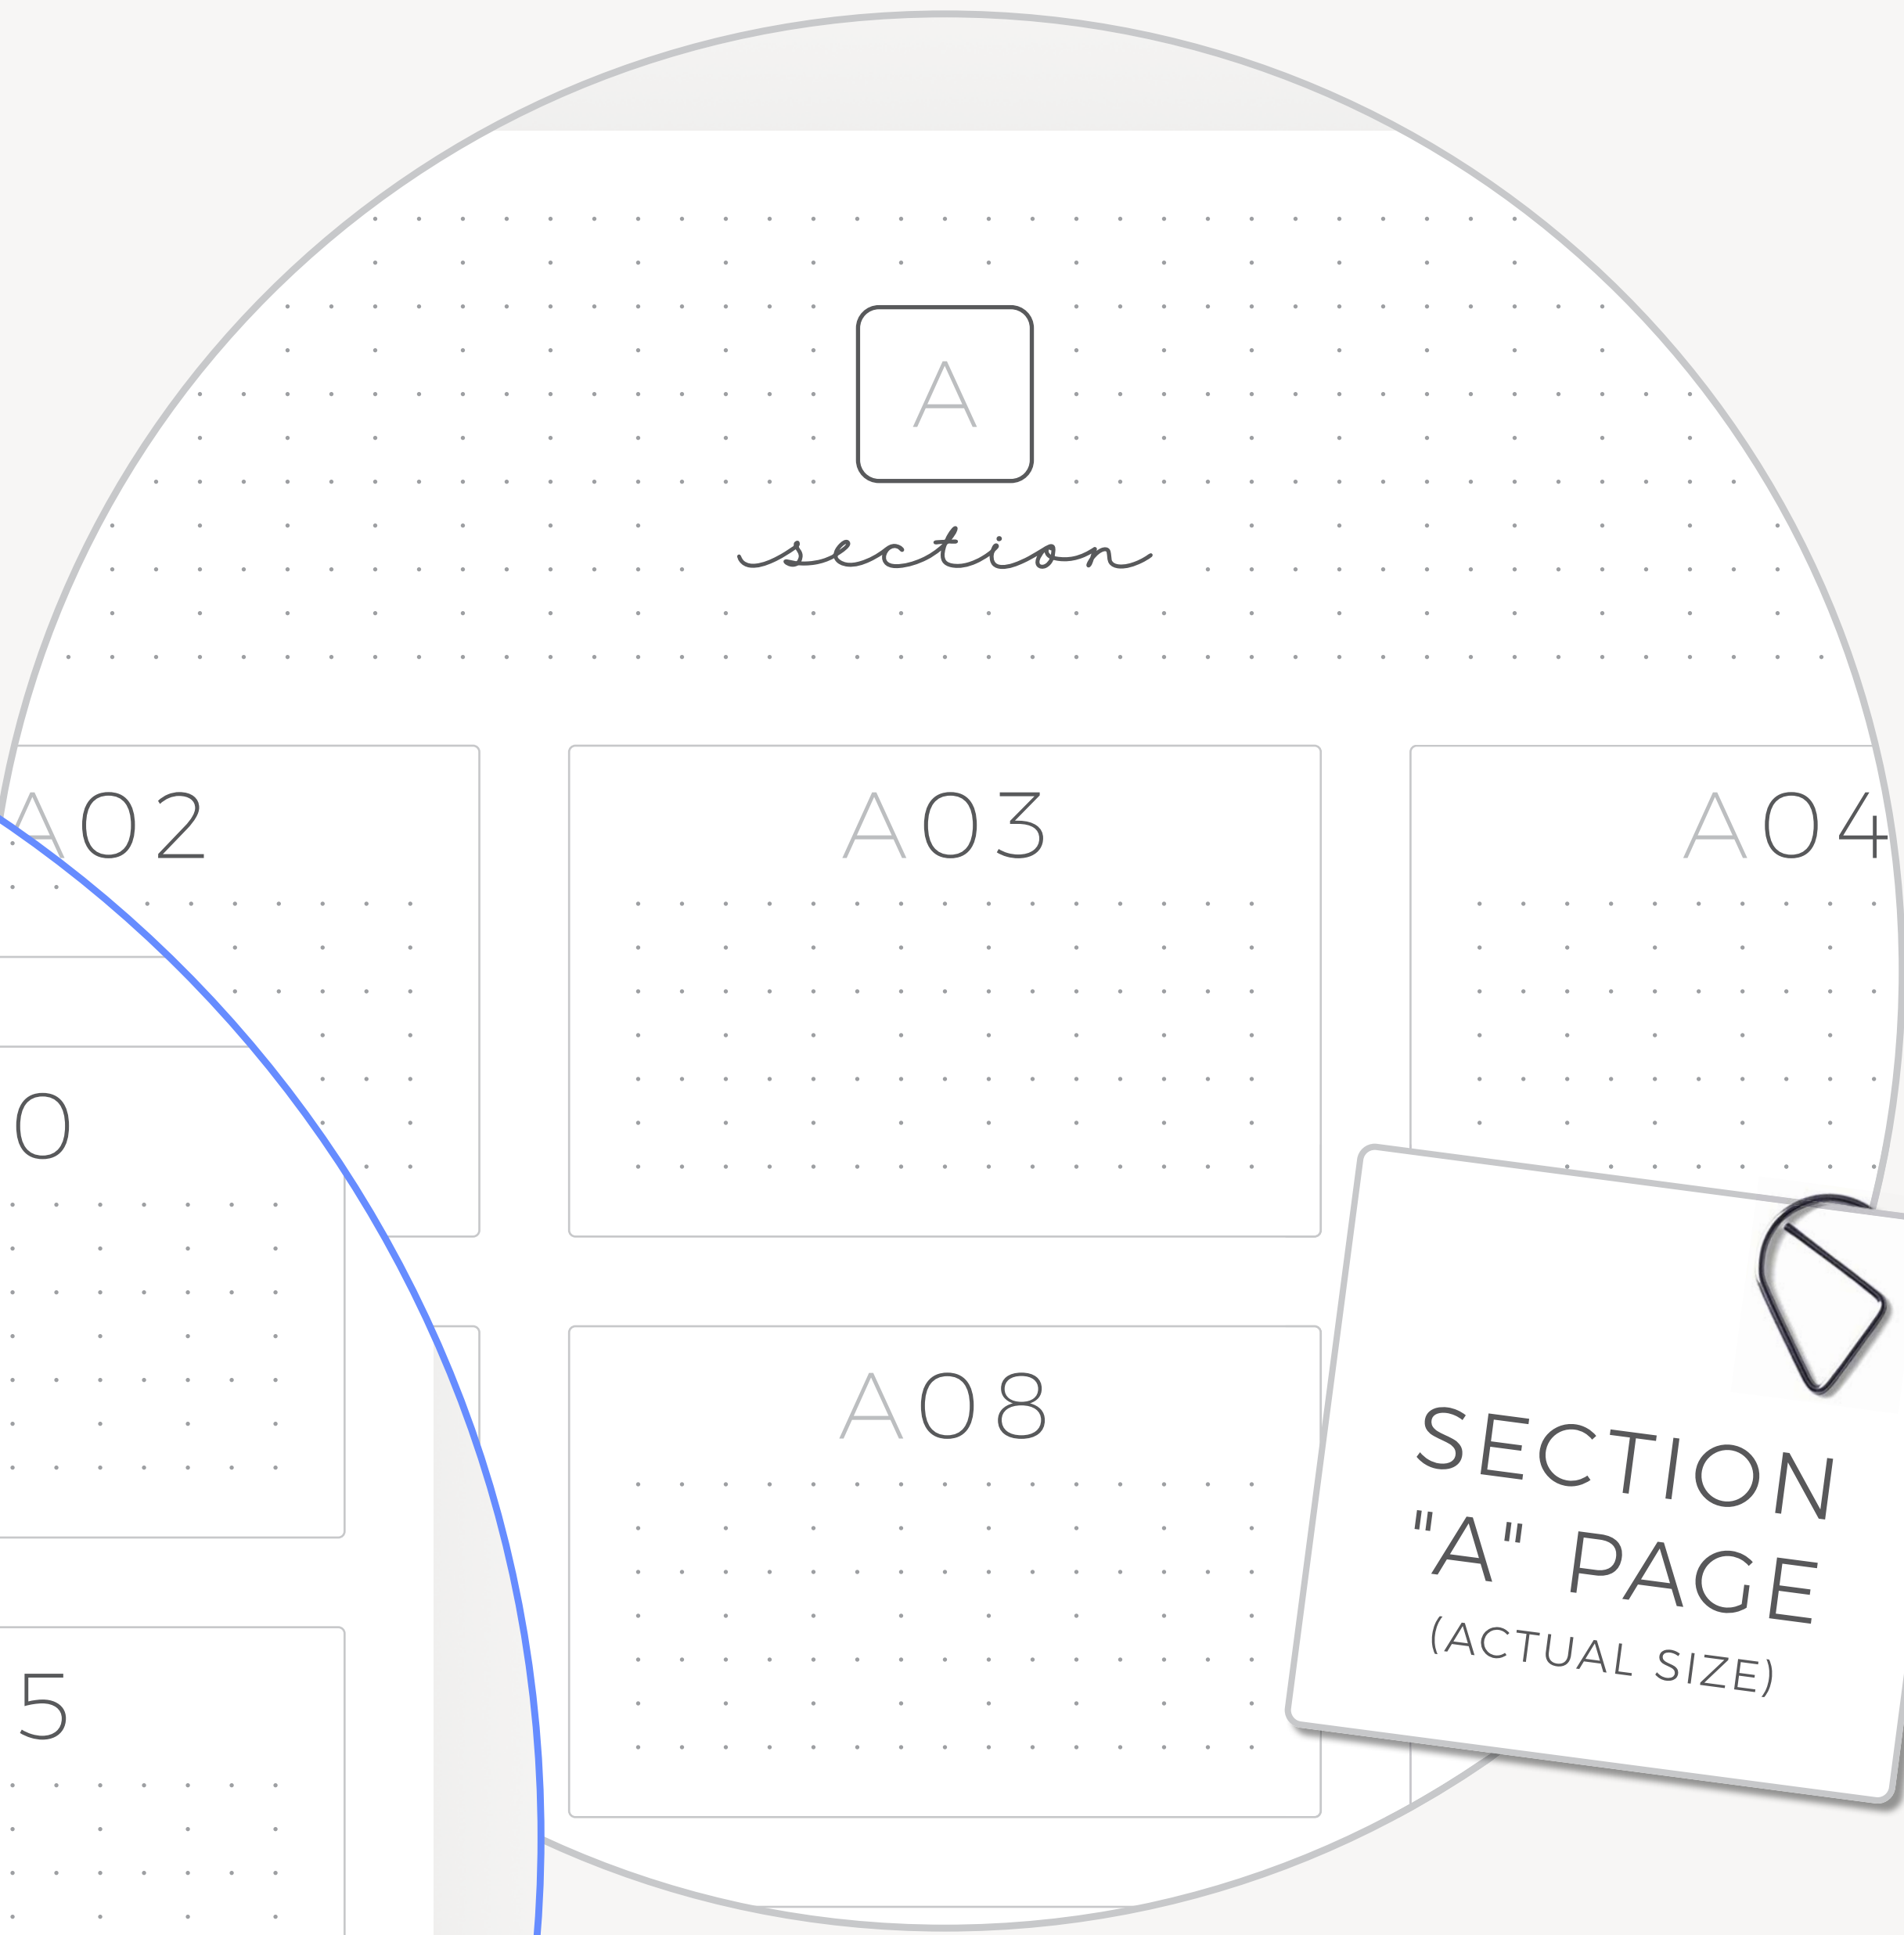 A
section
A02
A03
A04
0
A08
5
SECTION
"A" PAGE
(ACTUAL SIZE)